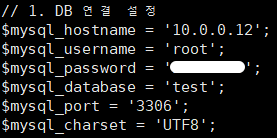 // 1. DB 연결 설정
$mysql_hostname = '10.0.0.12';
$mysql_username = 'root';
$mysql_password = '';
$mysql_database = 'test';
$mysql_port = '3306';
$mysql_charset = 'UTF8';